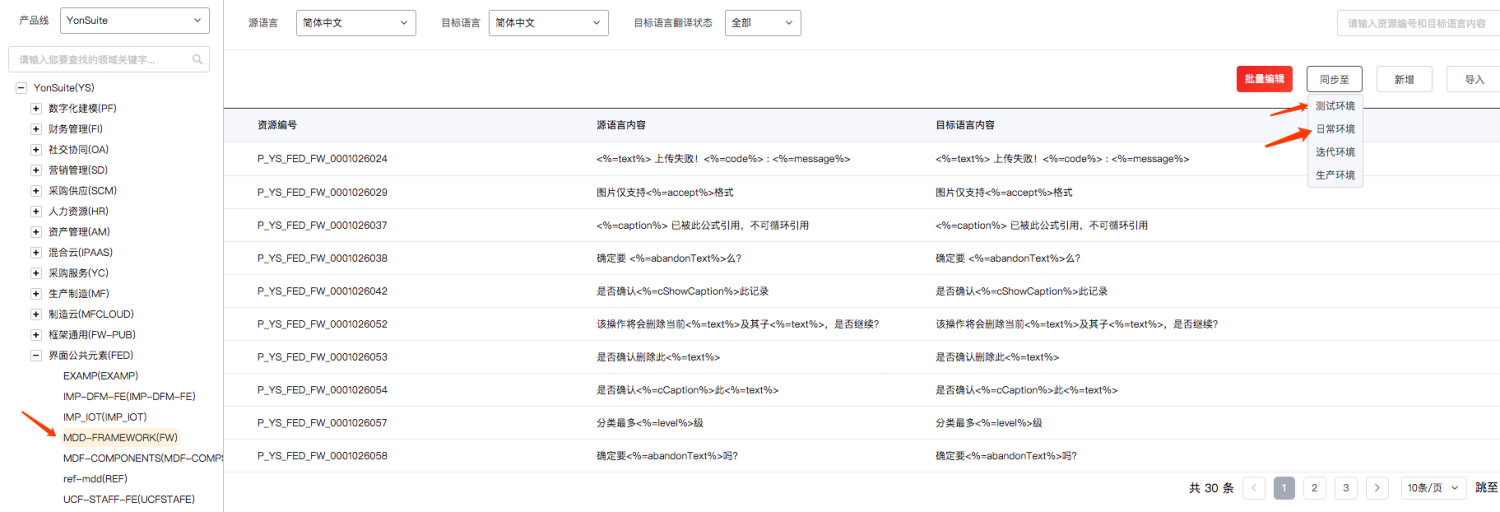 产品线 YonSuite
请输入您要查找的领域关键字...
YonSuite(YS)
数字化建模(PF)
财务管理(FI)
社交协同(OA)
营销管理(SD)
采购供应(SCM)
人力资源(HR)
资产管理(AM)
混合云(IPAAS)
采购服务(YC)
生产制造(MF)
制造云(MFCLOUD)
框架通用(FW-PUB)
界面公共元素(FED)
EXAMP(EXAMP)
IMP-DFM-FE(IMP-DFM-FE)
IMP_IOT(IMP_IOT)
MDD-FRAMEWORK(FW)
MDF-COMPONENTS(MDF-COMPS
ref-mdd(REF)
UCF-STAFF-FE(UCFSTAFE)
源语言 简体中文 目标语言 简体中文 目标语言翻译状态 全部 请输入资源编号和目标语言内容
批量编辑 同步至 新增 导入
测试环境
日常环境
迭代环境
生产环境
资源编号 源语言内容 目标语言内容
P_YS_FED_FW_0001026024 <%=text%> 上传失败！<%=code%>：<%=message%> <%=text%> 上传失败！<%=code%>：<%=message%>
P_YS_FED_FW_0001026029 图片仅支持<%=accept%>格式 图片仅支持<%=accept%>格式
P_YS_FED_FW_0001026037 <%=caption%> 已被此公式引用，不可循环引用 <%=caption%> 已被此公式引用，不可循环引用
P_YS_FED_FW_0001026038 确定要 <%=abandonText%>么? 确定要 <%=abandonText%>么?
P_YS_FED_FW_0001026042 是否确认<%=cShowCaption%>此记录 是否确认<%=cShowCaption%>此记录
P_YS_FED_FW_0001026052 该操作将会删除当前<%=text%>及其子<%=text%>，是否继续? 该操作将会删除当前<%=text%>及其子<%=text%>，是否继续?
P_YS_FED_FW_0001026053 是否确认删除此<%=text%> 是否确认删除此<%=text%>
P_YS_FED_FW_0001026054 是否确认<%=cCaption%>此<%=text%> 是否确认<%=cCaption%>此<%=text%>
P_YS_FED_FW_0001026057 分类最多<%=level%>级 分类最多<%=level%>级
P_YS_FED_FW_0001026058 确定要<%=abandonText%>吗? 确定要<%=abandonText%>吗?
共 30 条 < 1 2 3 > 10条/页 跳至